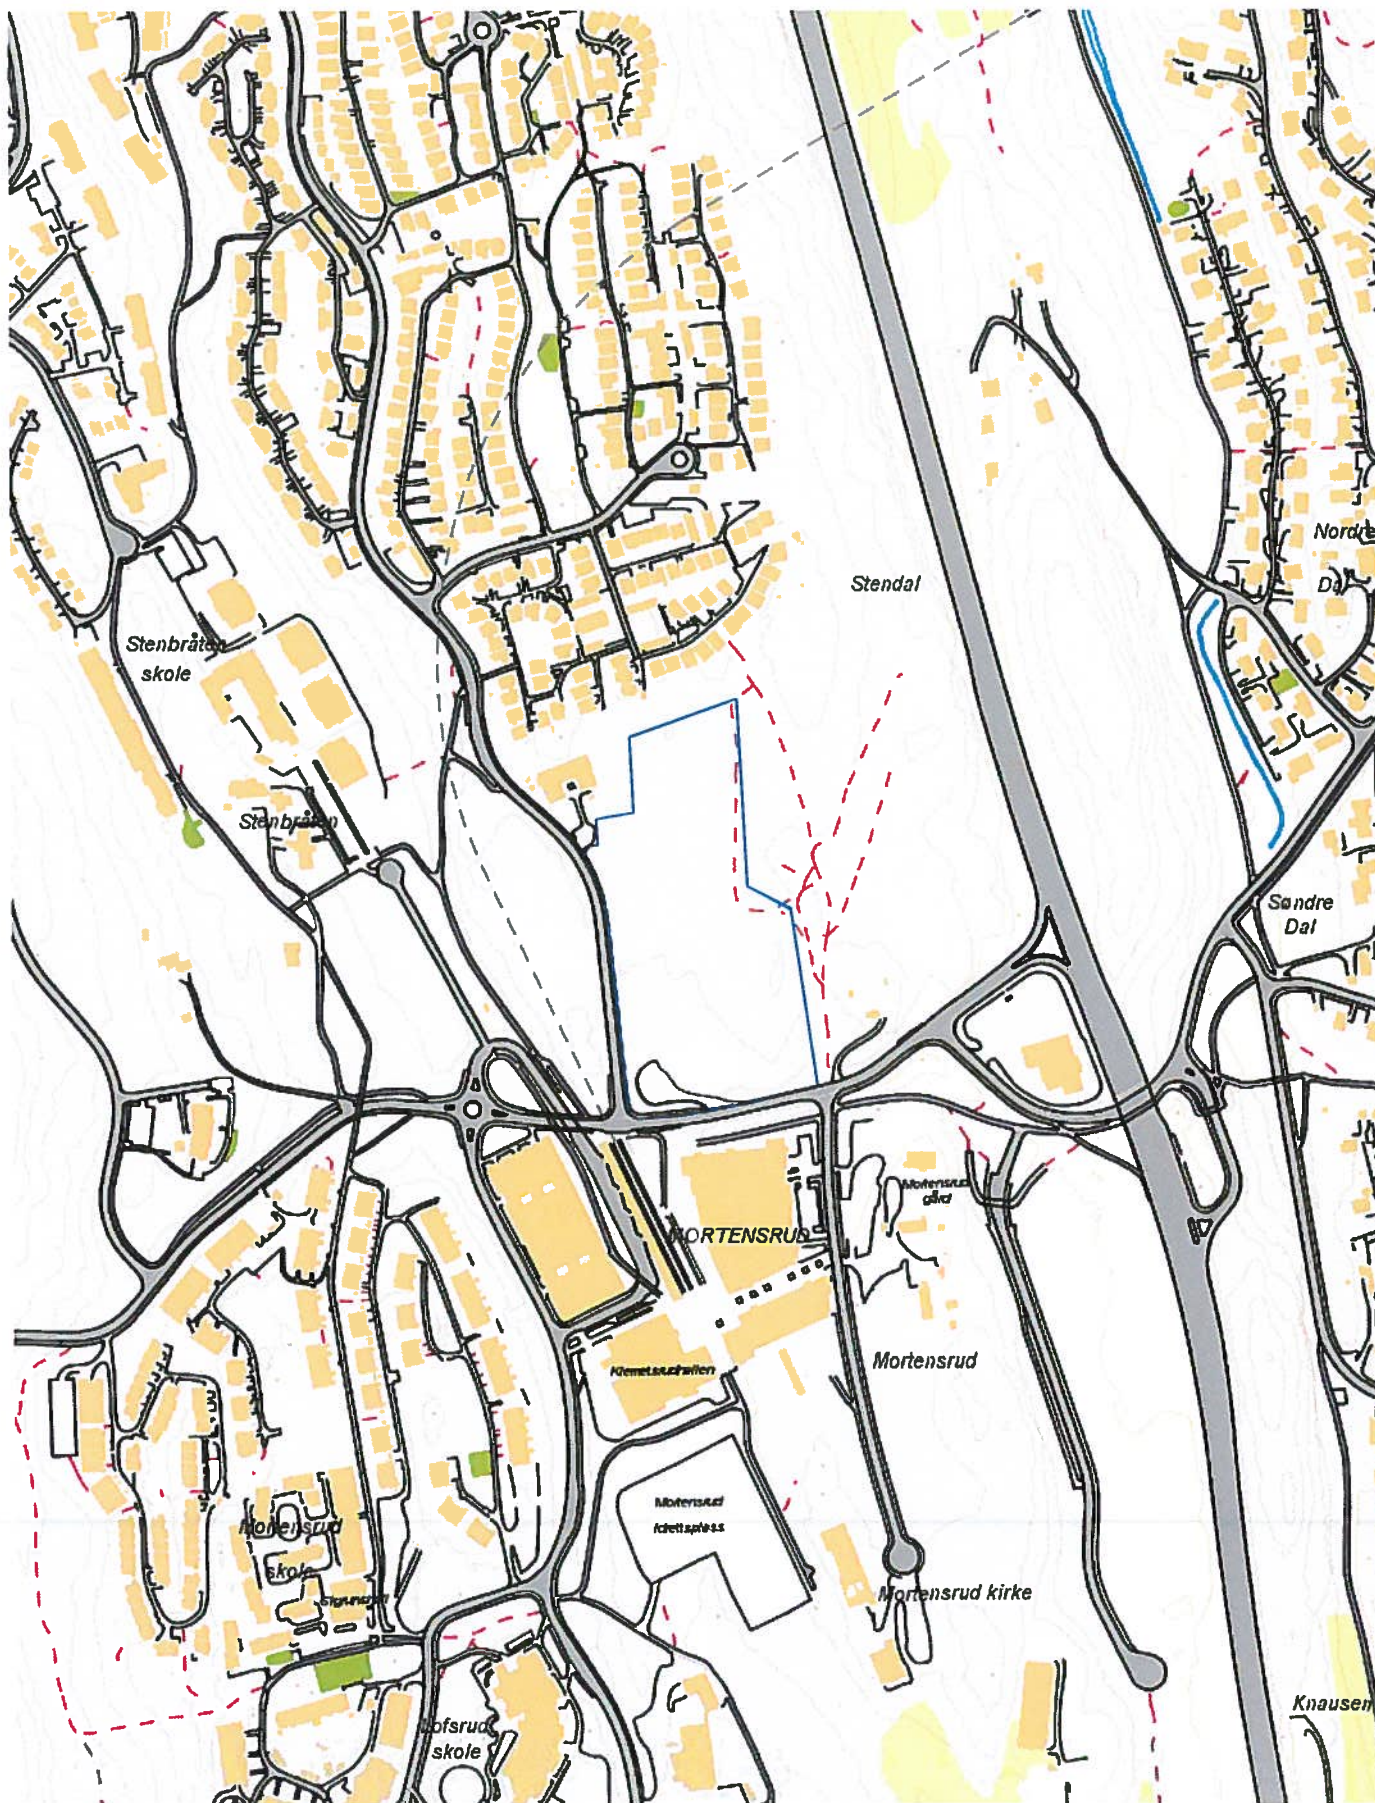 Nordre
Stendal
Stenbråten
skole
Stenbråten
Søndre
Dal
Mortensrud
gård
MORTENSRUD
Mortensrud
Klemetsrudhallen
Mortensrud
Idrettsplass
Mortensrud
skole
Mortensrud kirke
Knausen
Lofsrud
skole